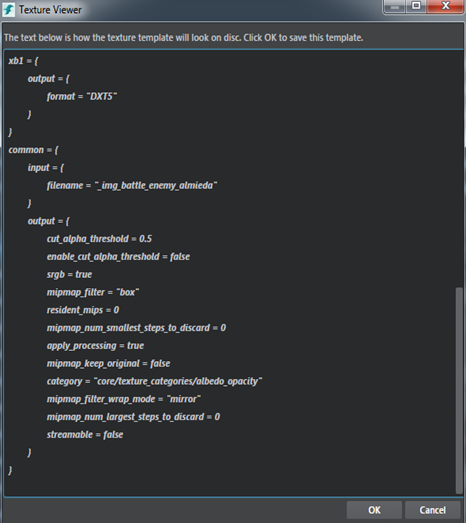 Texture Viewer
The text below is how the texture template will look on disc. Click OK to save this template.
xb1 = {
output = {
format = "DXT5"
}
}
common = {
input = {
filename = "_img_battle_enemy_almieda"
}
output = {
cut_alpha_threshold = 0.5
enable_cut_alpha_threshold = false
srgb = true
mipmap_filter = "box"
resident_mips = 0
mipmap_num_smallest_steps_to_discard = 0
apply_processing = true
mipmap_keep_original = false
category = "core/texture_categories/albedo_opacity"
mipmap_filter_wrap_mode = "mirror"
mipmap_num_largest_steps_to_discard = 0
streamable = false
}
}
OK
Cancel